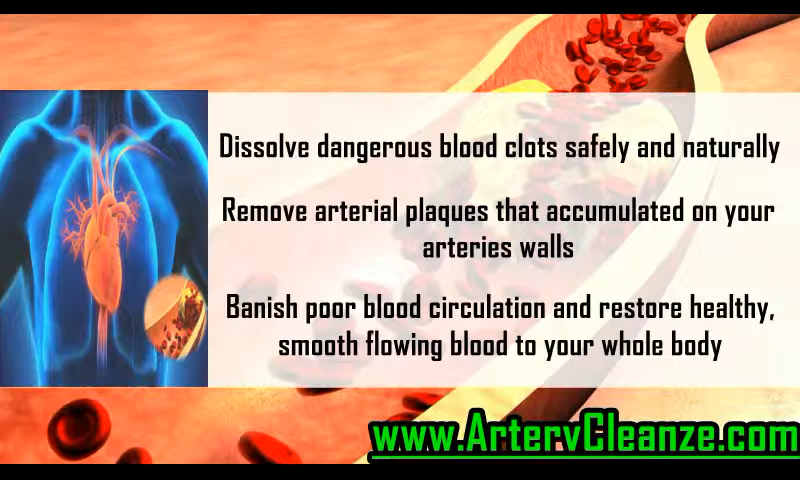 Dissolve dangerous blood clots safely and naturally
Remove arterial plaques that accumulated on your
arteries walls
Banish poor blood circulation and restore healthy,
smooth flowing blood to your whole body
www.ArteryCleanze.com